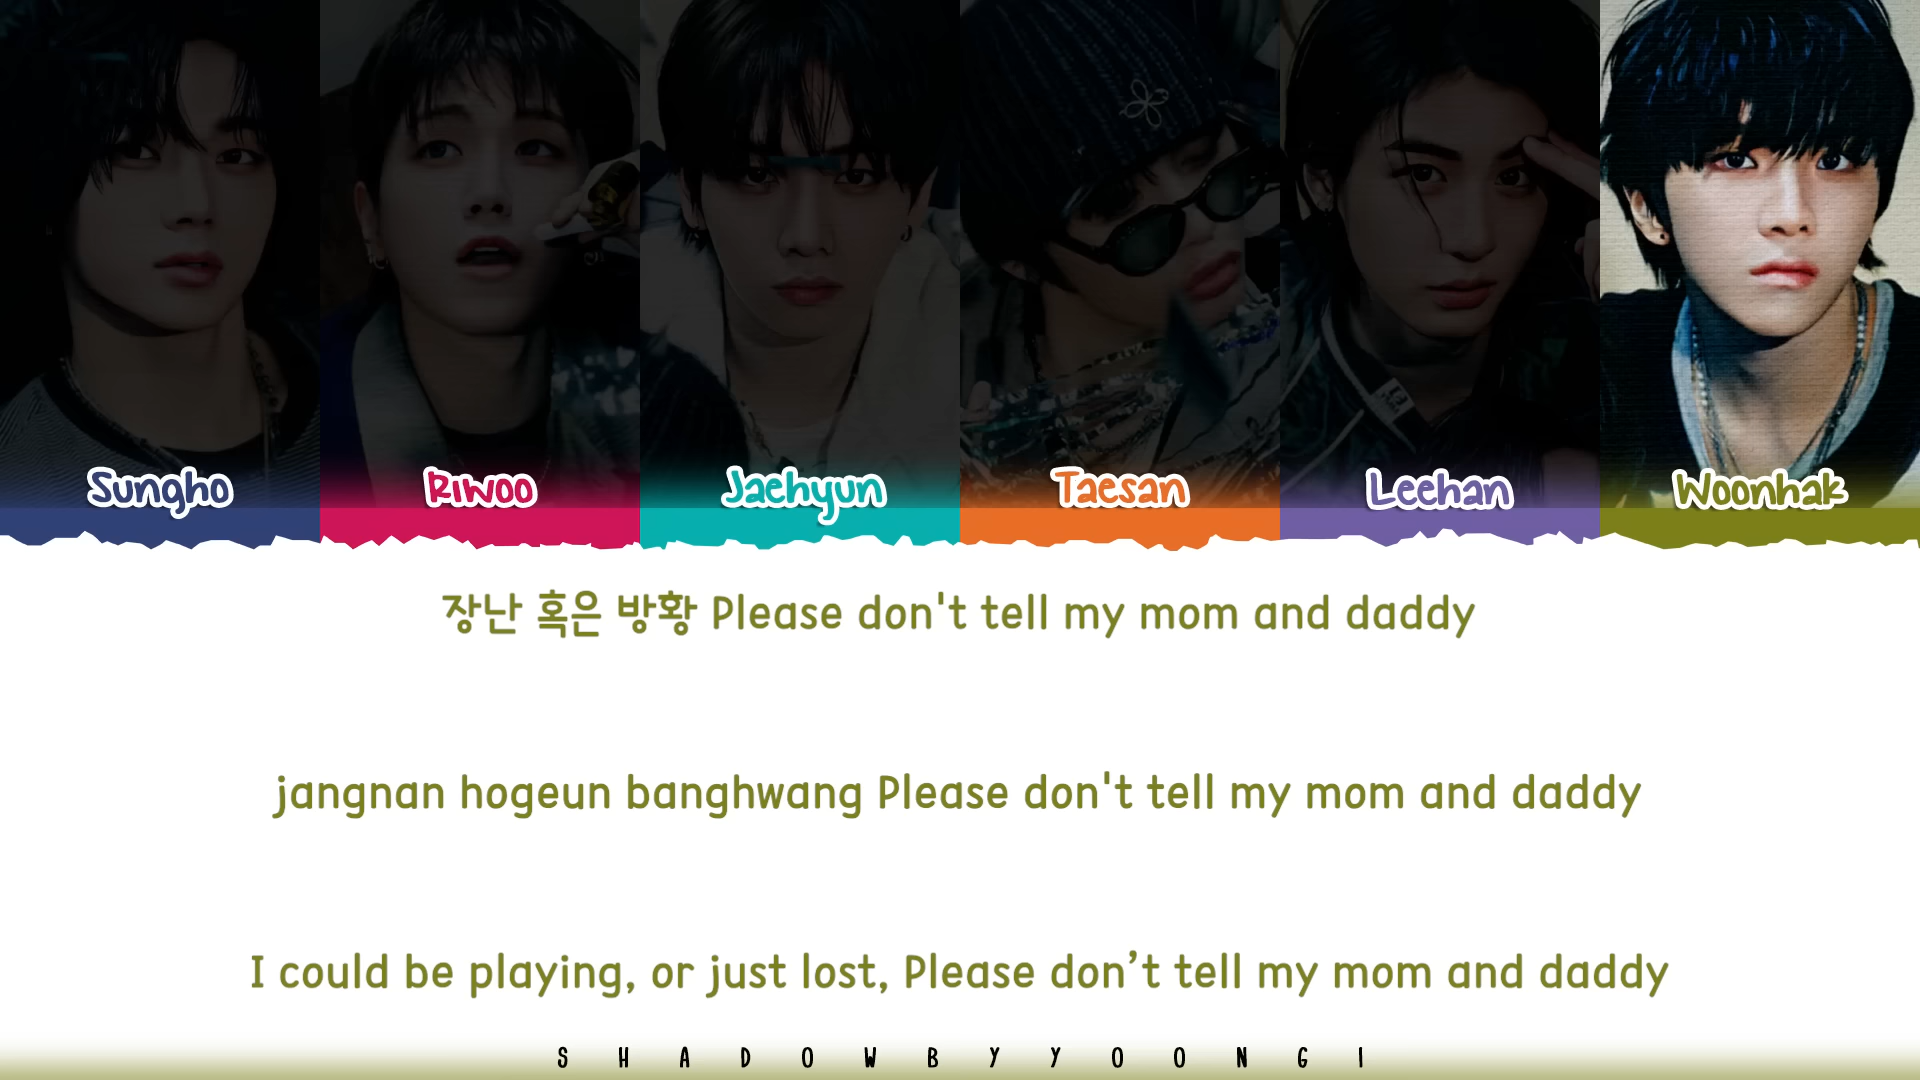 Sungho Riwoo Jaehyun Taesan Leehan Woonhak
장난 혹은 방황 Please don't tell my mom and daddy
jangnan hogeun banghwang Please don't tell my mom and daddy
I could be playing, or just lost, Please don’t tell my mom and daddy
SHADOWBYYOONGI